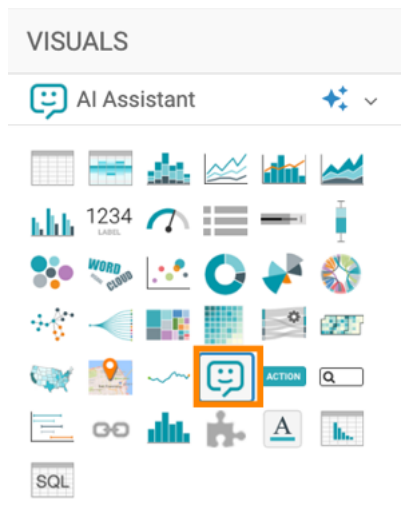 VISUALS
AI Assistant
1234
LABEL
WORD
CLOUD
ACTION
A
SQL